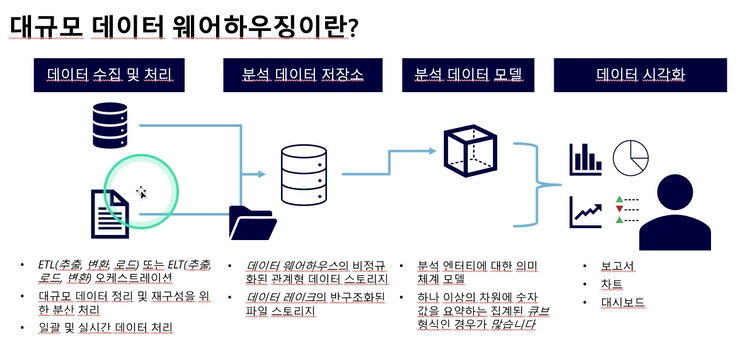 대규모 데이터 웨어하우징이란?
데이터 수집 및 처리
분석 데이터 저장소
분석 데이터 모델
데이터 시각화
• ETL(추출, 변환, 로드) 또는 ELT(추출,
로드, 변환) 오케스트레이션
• 대규모 데이터 정리 및 재구성을 위
한 분산 처리
• 일괄 및 실시간 데이터 처리
• 데이터 웨어하우스의 비정규
화된 관계형 데이터 스토리지
• 데이터 레이크의 반구조화된
파일 스토리지
• 분석 엔터티에 대한 의미
체계 모델
• 하나 이상의 차원에 숫자
값을 요약하는 집계된 큐브
형식인 경우가 많습니다
• 보고서
• 차트
• 대시보드